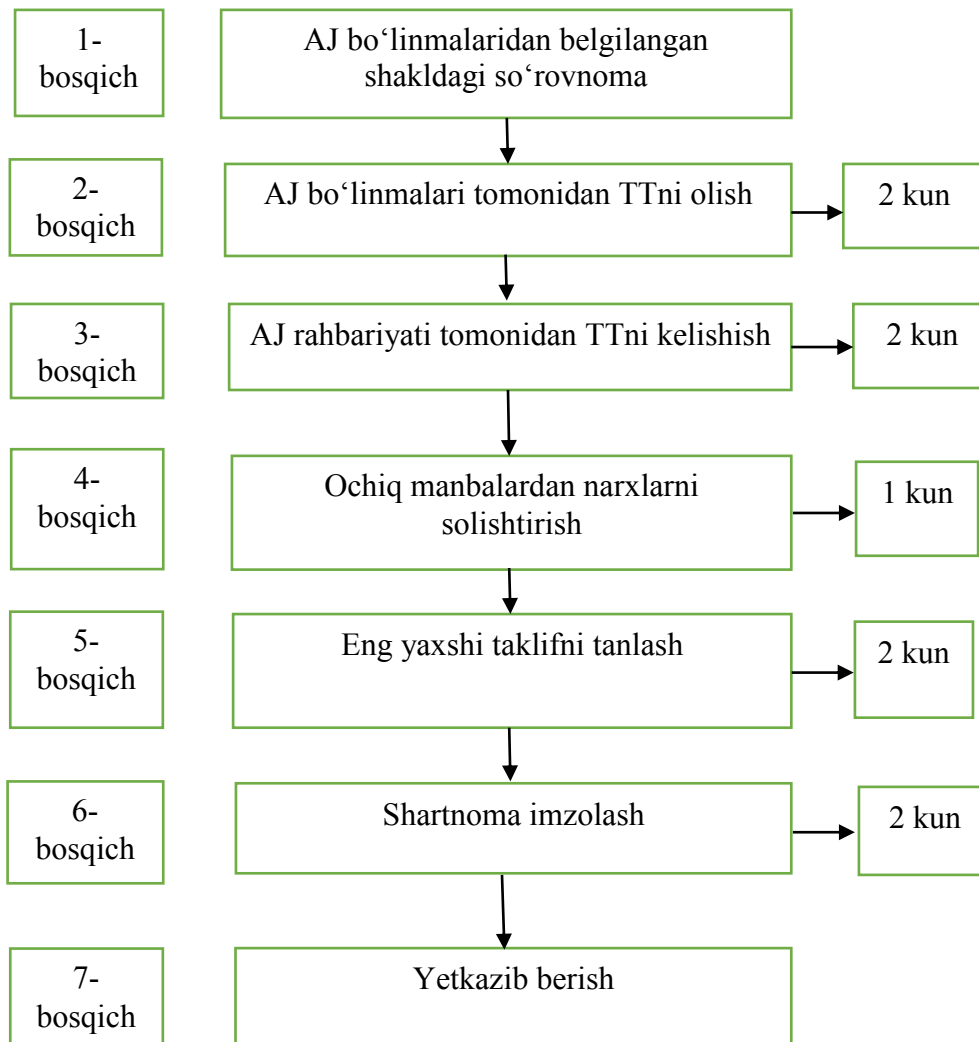 1-
bosqich
AJ bo‘linmalaridan belgilangan
shakldagi so‘rovnoma
2-
bosqich
AJ bo‘linmalari tomonidan TTni olish
2 kun
3-
bosqich
AJ rahbariyati tomonidan TTni kelishish
2 kun
4-
bosqich
Ochiq manbalardan narxlarni
solishtirish
1 kun
5-
bosqich
Eng yaxshi taklifni tanlash
2 kun
6-
bosqich
Shartnoma imzolash
2 kun
7-
bosqich
Yetkazib berish